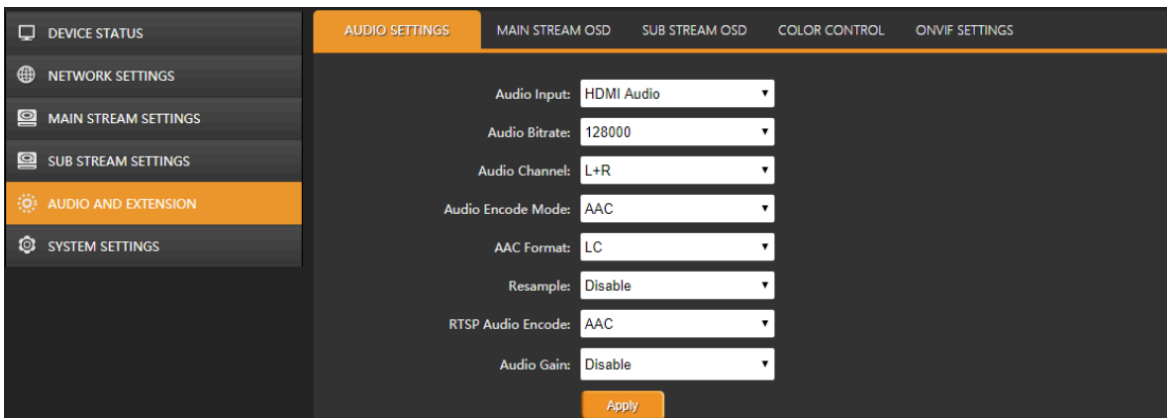 DEVICE STATUS
NETWORK SETTINGS
MAIN STREAM SETTINGS
SUB STREAM SETTINGS
AUDIO AND EXTENSION
SYSTEM SETTINGS
AUDIO SETTINGS MAIN STREAM OSD SUB STREAM OSD COLOR CONTROL ONVIF SETTINGS
Audio Input: HDMI Audio
Audio Bitrate: 128000
Audio Channel: L+R
Audio Encode Mode: AAC
AAC Format: LC
Resample: Disable
RTSP Audio Encode: AAC
Audio Gain: Disable
Apply